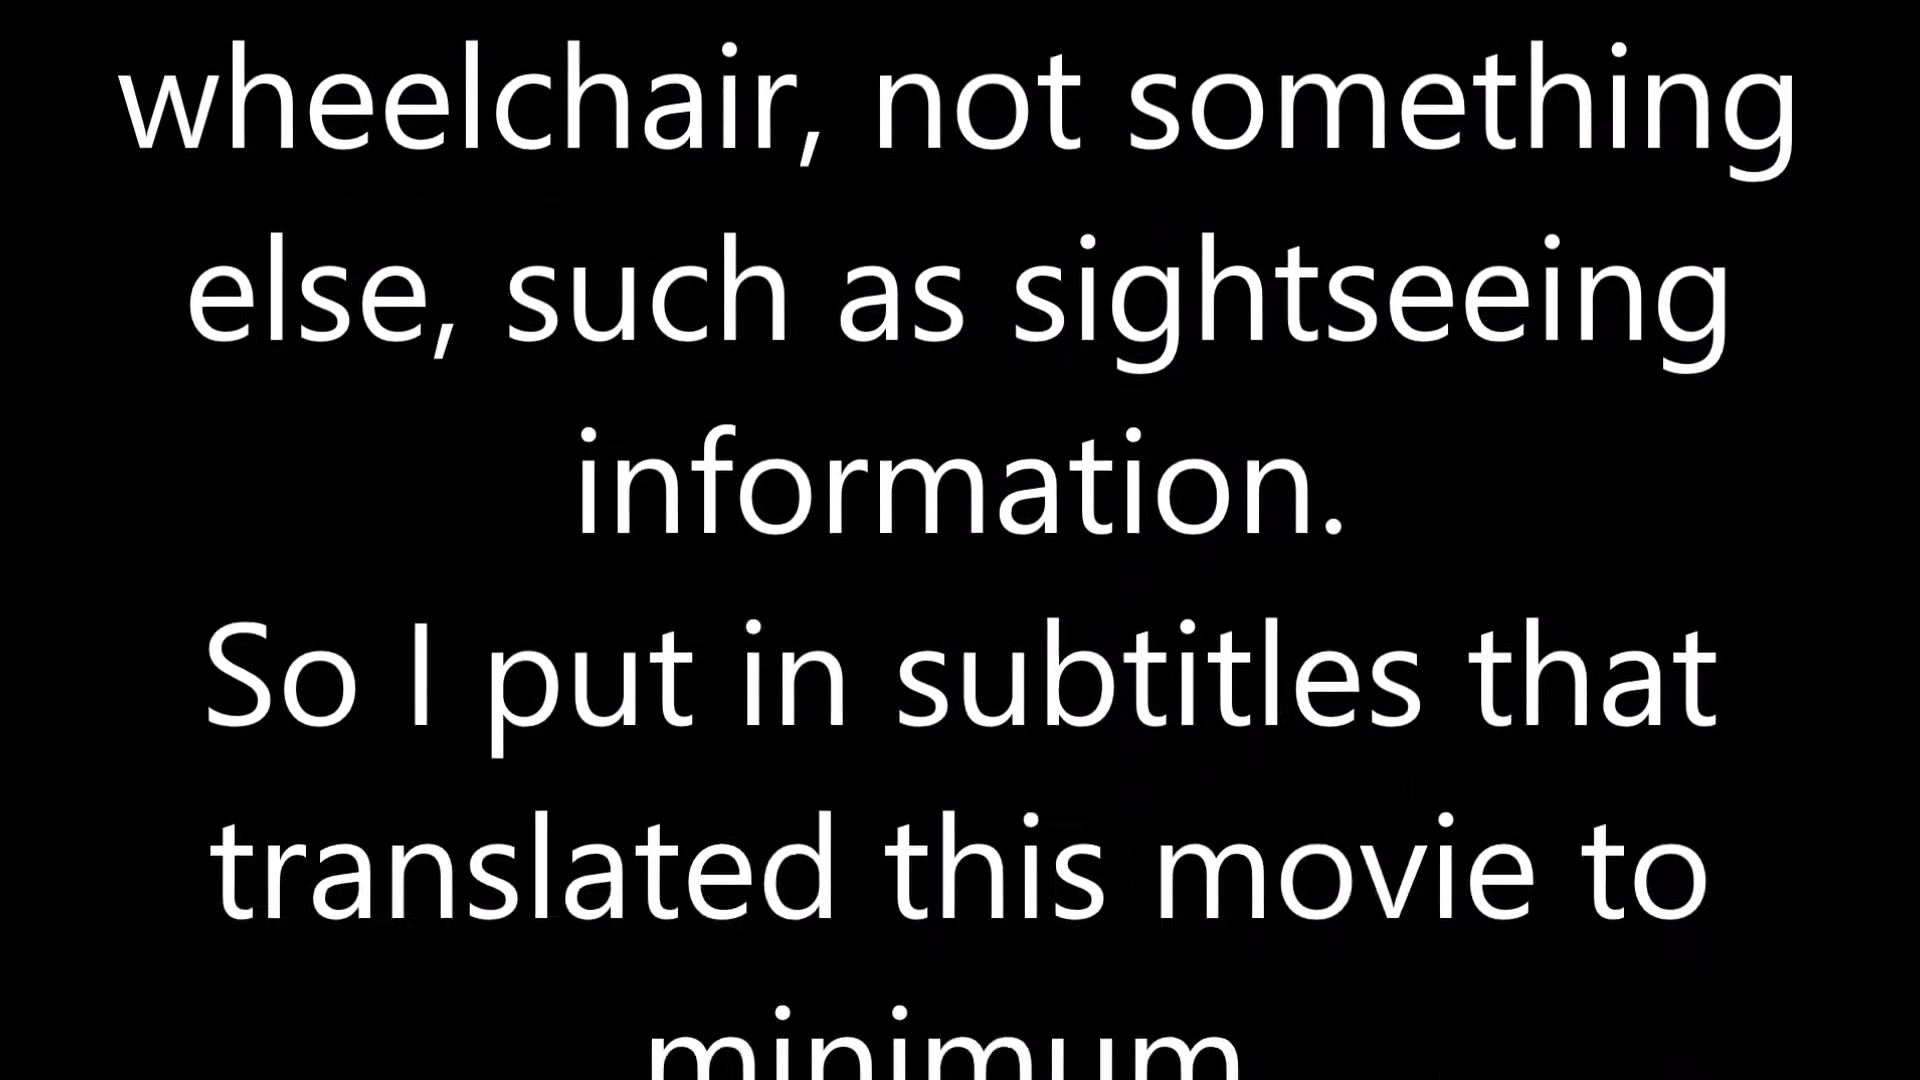 wheelchair, not something
else, such as sightseeing
information.
So I put in subtitles that
translated this movie to
minimum